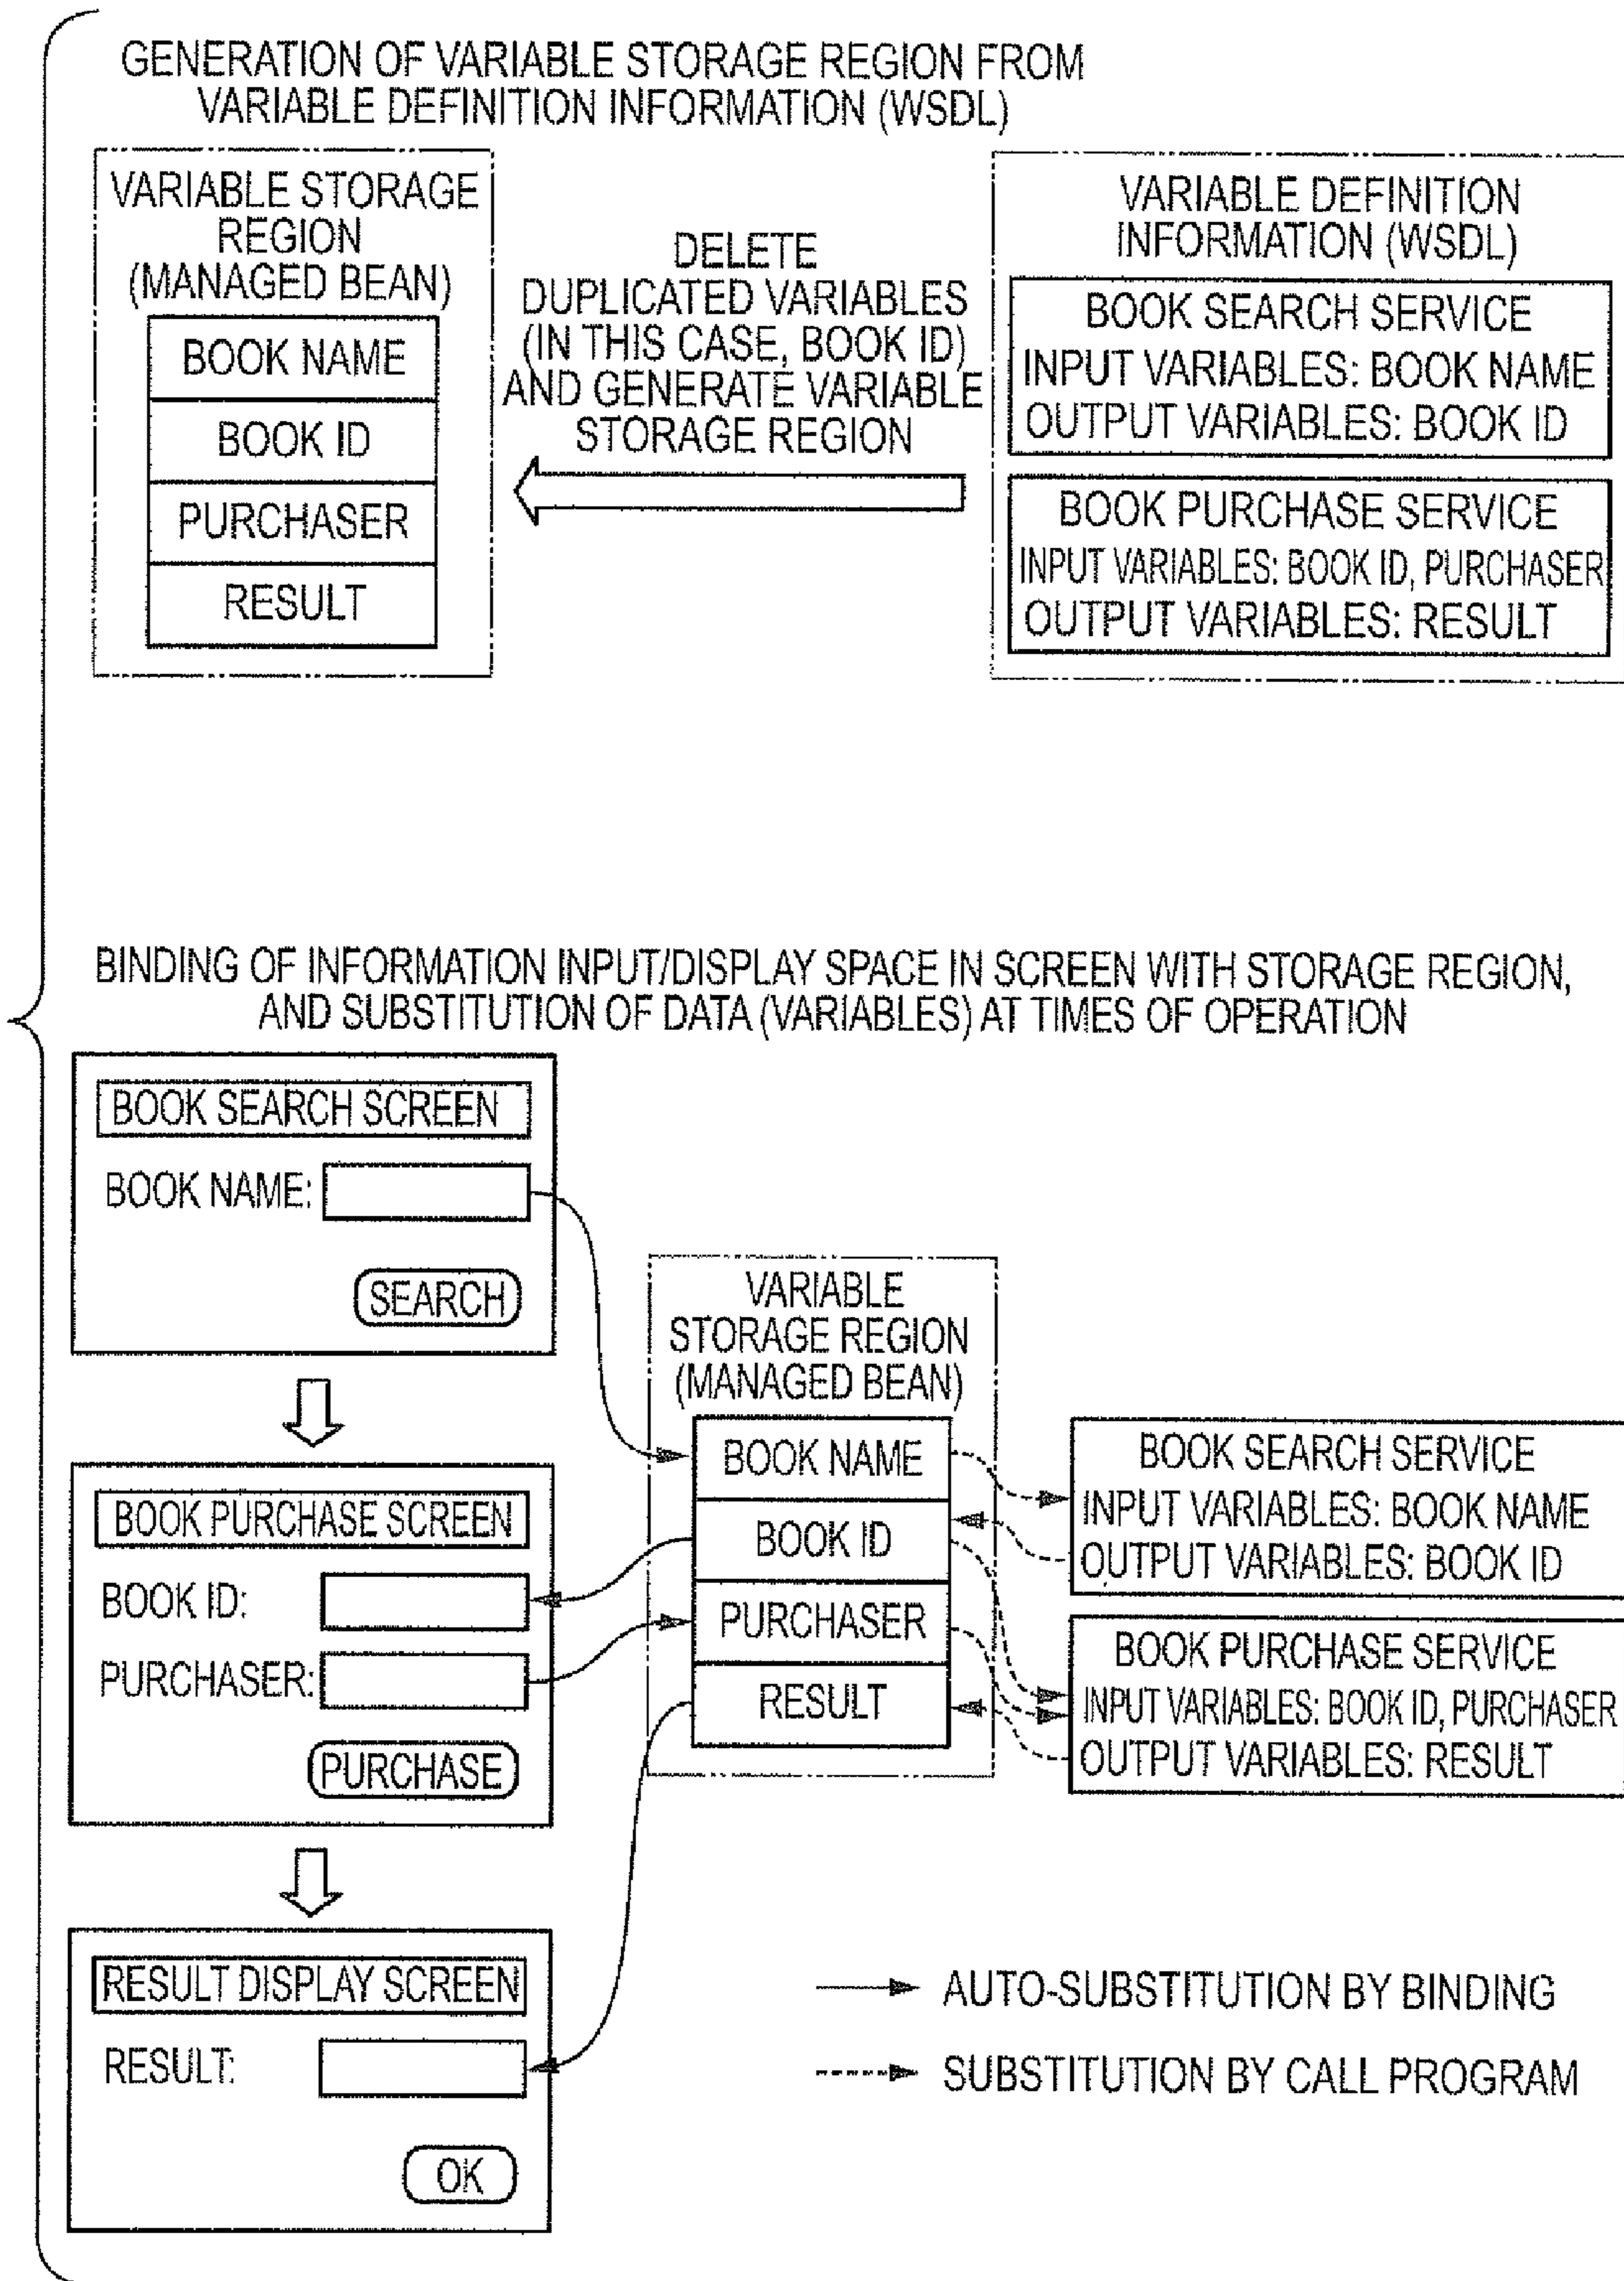 GENERATION OF VARIABLE STORAGE REGION FROM
VARIABLE DEFINITION INFORMATION (WSDL)
VARIABLE STORAGE
REGION
(MANAGED BEAN)
BOOK NAME
BOOK ID
PURCHASER
RESULT
DELETE
DUPLICATED VARIABLES
(IN THIS CASE, BOOK ID)
AND GENERATE VARIABLE
STORAGE REGION
VARIABLE DEFINITION
INFORMATION (WSDL)
BOOK SEARCH SERVICE
INPUT VARIABLES: BOOK NAME
OUTPUT VARIABLES: BOOK ID
BOOK PURCHASE SERVICE
INPUT VARIABLES: BOOK ID, PURCHASER
OUTPUT VARIABLES: RESULT
BINDING OF INFORMATION INPUT/DISPLAY SPACE IN SCREEN WITH STORAGE REGION,
AND SUBSTITUTION OF DATA (VARIABLES) AT TIMES OF OPERATION
BOOK SEARCH SCREEN
BOOK NAME:
SEARCH
BOOK PURCHASE SCREEN
BOOK ID:
PURCHASER:
PURCHASE
RESULT DISPLAY SCREEN
RESULT:
OK
VARIABLE
STORAGE REGION
(MANAGED BEAN)
BOOK NAME
BOOK ID
PURCHASER
RESULT
BOOK SEARCH SERVICE
INPUT VARIABLES: BOOK NAME
OUTPUT VARIABLES: BOOK ID
BOOK PURCHASE SERVICE
INPUT VARIABLES: BOOK ID, PURCHASER
OUTPUT VARIABLES: RESULT
AUTO-SUBSTITUTION BY BINDING
SUBSTITUTION BY CALL PROGRAM